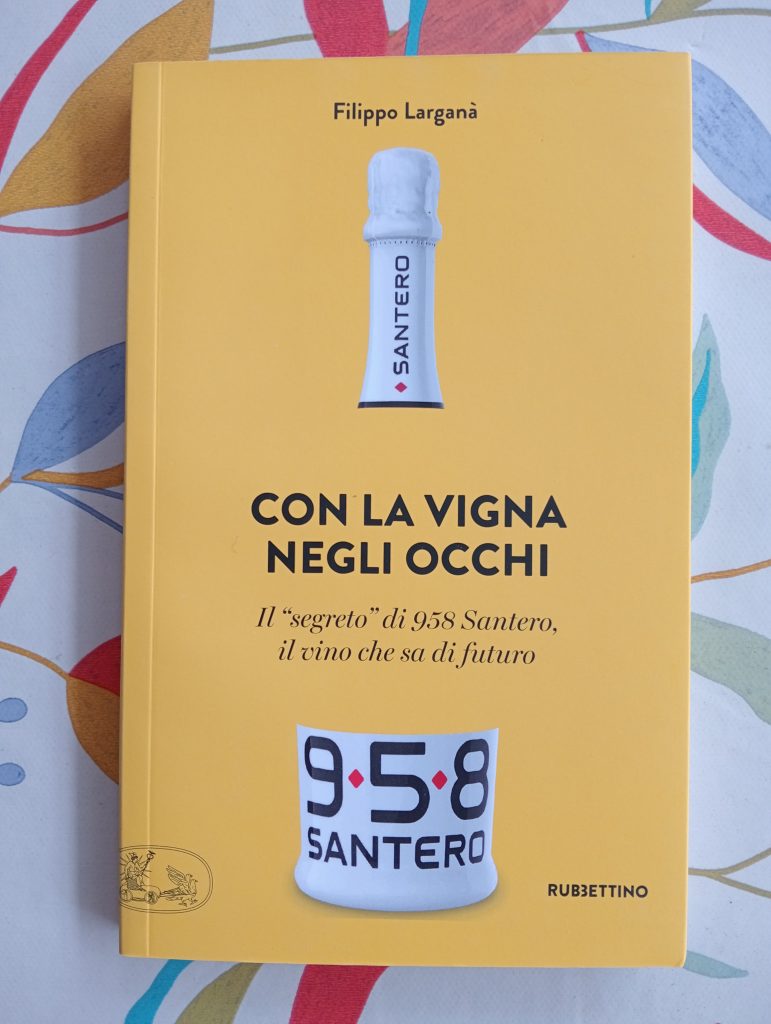 Filippo Larganà
SANTERO
CON LA VIGNA
NEGLI OCCHI
Il “segreto” di 958 Santero,
il vino che sa di futuro
9·5·8
SANTERO
RUBBETTINO